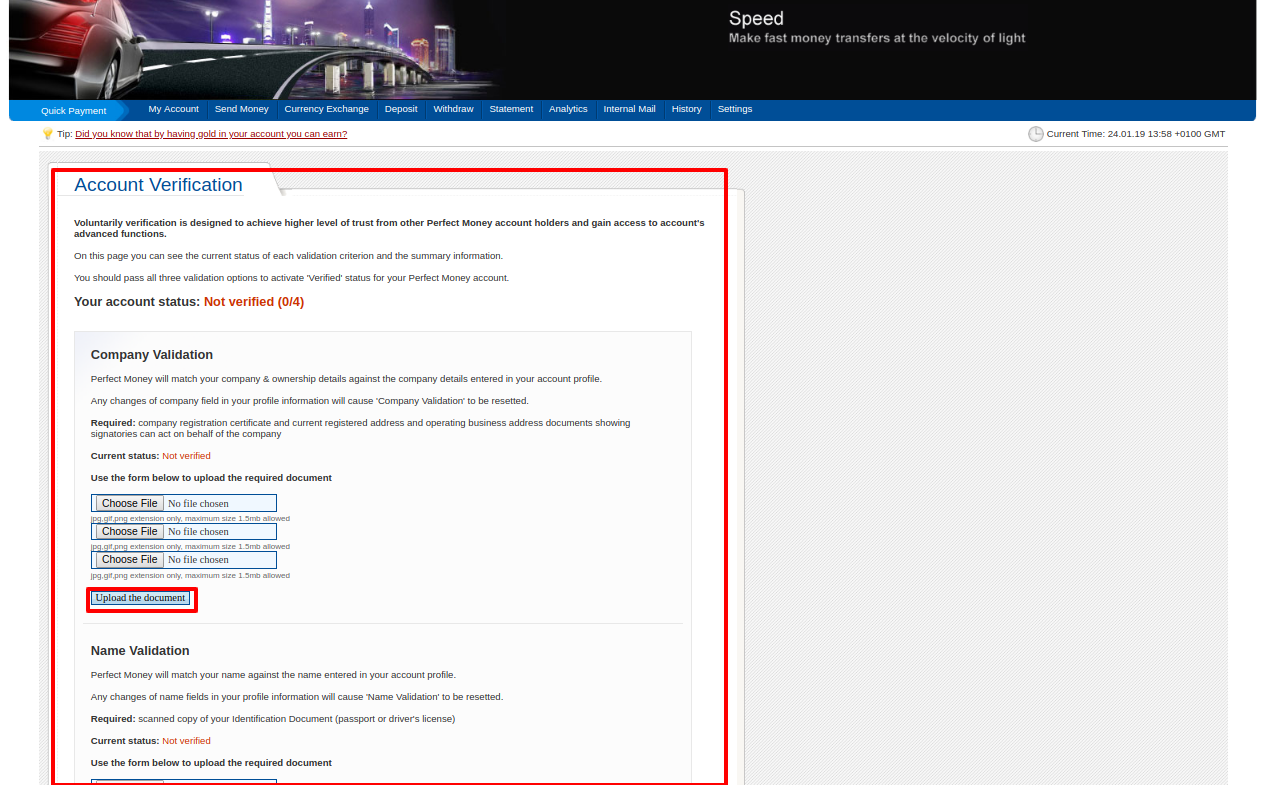 Speed
Make fast money transfers at the velocity of light
Quick Payment My Account Send Money Currency Exchange Deposit Withdraw Statement Analytics Internal Mail History Settings
Tip: Did you know that by having gold in your account you can earn? Current Time: 24.01.19 13:58 +0100 GMT
Account Verification
Voluntarily verification is designed to achieve higher level of trust from other Perfect Money account holders and gain access to account's
advanced functions.
On this page you can see the current status of each validation criterion and the summary information.
You should pass all three validation options to activate 'Verified' status for your Perfect Money account.
Your account status: Not verified (0/4)
Company Validation
Perfect Money will match your company & ownership details against the company details entered in your account profile.
Any changes of company field in your profile information will cause 'Company Validation' to be resetted.
Required: company registration certificate and current registered address and operating business address documents showing
signatories can act on behalf of the company
Current status: Not verified
Use the form below to upload the required document
Choose File No file chosen
jpg,gif,png extension only, maximum size 1.5mb allowed
Choose File No file chosen
jpg,gif,png extension only, maximum size 1.5mb allowed
Choose File No file chosen
jpg,gif,png extension only, maximum size 1.5mb allowed
Upload the document
Name Validation
Perfect Money will match your name against the name entered in your account profile.
Any changes of name fields in your profile information will cause 'Name Validation' to be resetted.
Required: scanned copy of your Identification Document (passport or driver's license)
Current status: Not verified
Use the form below to upload the required document